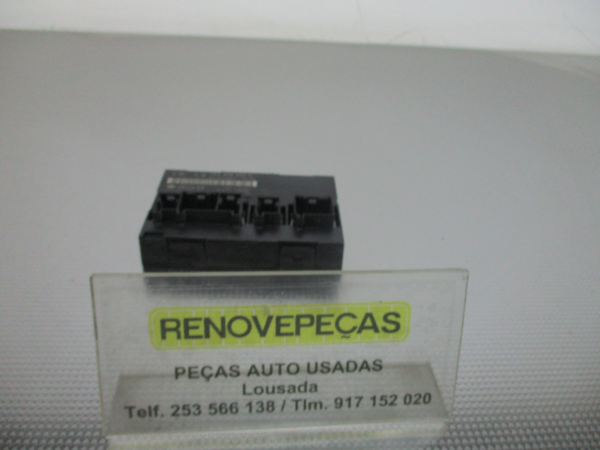 RENOVEPEÇAS
PEÇAS AUTO USADAS
Lousada
Telf. 253 566 138 / Tlm. 917 152 020